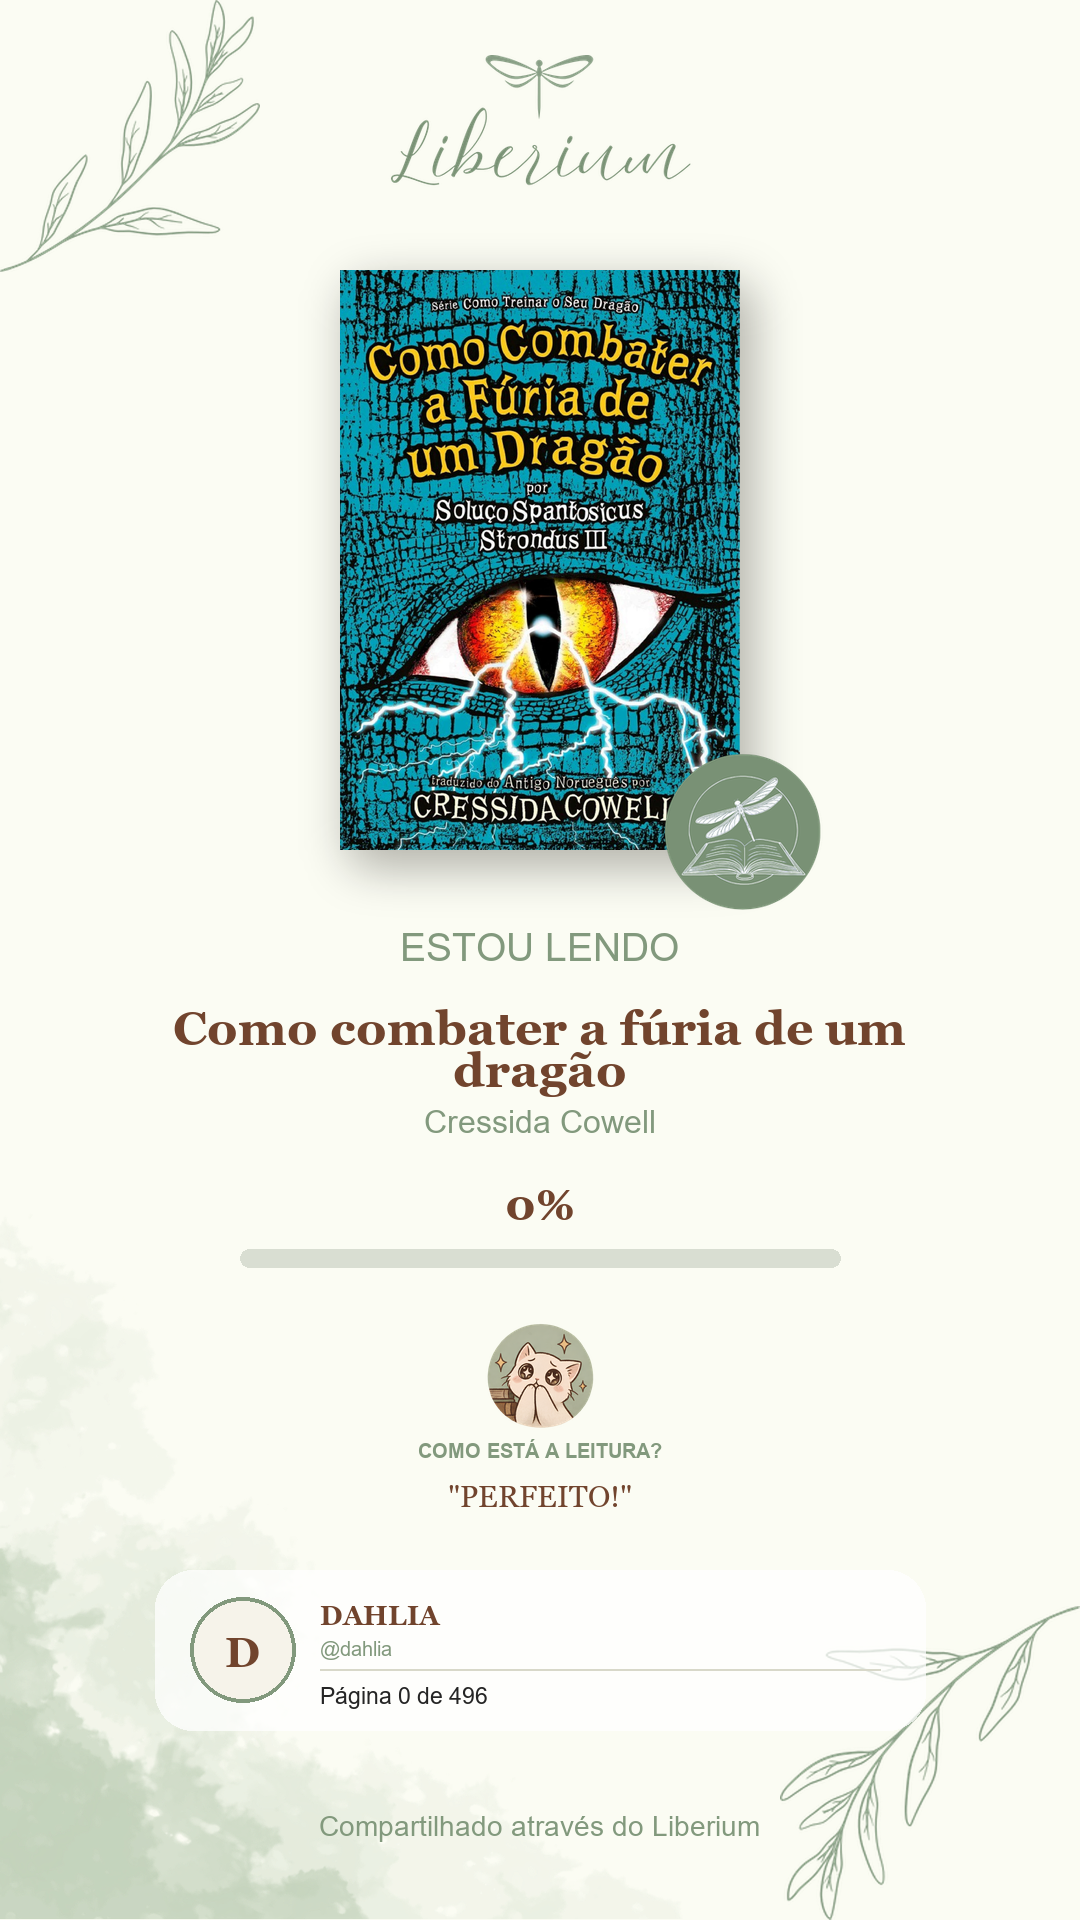 Liberium
Série Como Treinar o Seu Dragão
Como Combater
a Fúria de
um Dragão
por
Soluço Spantosicus
Strondus III
traduzido do Antigo Norueguês por
CRESSIDA COWELL
ESTOU LENDO
Como combater a fúria de um
dragão
Cressida Cowell
0%
COMO ESTÁ A LEITURA?
"PERFEITO!"
D
DAHLIA
@dahlia
Página 0 de 496
Compartilhado através do Liberium